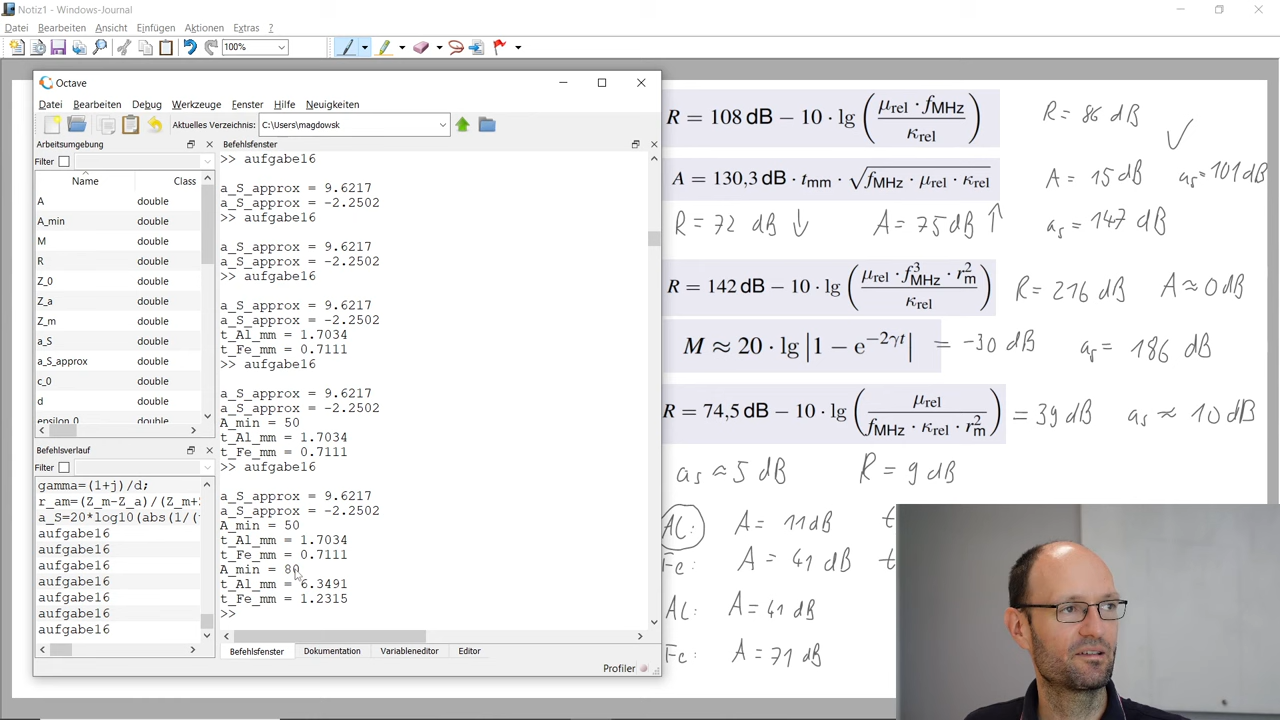 Notiz1 - Windows-Journal
Datei Bearbeiten Ansicht Einfügen Aktionen Extras ?
100%
Octave
Datei Bearbeiten Debug Werkzeuge Fenster Hilfe Neuigkeiten
Aktuelles Verzeichnis: C:\Users\magdowsk
Arbeitsumgebung
Filter
Name Class
A double
A_min double
M double
R double
Z_0 double
Z_a double
Z_m double
a_S double
a_S_approx double
c_0 double
d double
epsilon_0 double
Befehlsverlauf
Filter
gamma=(1+j)/d;
r_am=(Z_m-Z_a)/(Z_m+
a_S=20*log10(abs(1/(
aufgabe16
aufgabe16
aufgabe16
aufgabe16
aufgabe16
aufgabe16
aufgabe16
Befehlsfenster
>> aufgabe16
a_S_approx = 9.6217
a_S_approx = -2.2502
>> aufgabe16
a_S_approx = 9.6217
a_S_approx = -2.2502
>> aufgabe16
a_S_approx = 9.6217
a_S_approx = -2.2502
t_Al_mm = 1.7034
t_Fe_mm = 0.7111
>> aufgabe16
a_S_approx = 9.6217
a_S_approx = -2.2502
A_min = 50
t_Al_mm = 1.7034
t_Fe_mm = 0.7111
>> aufgabe16
a_S_approx = 9.6217
a_S_approx = -2.2502
A_min = 50
t_Al_mm = 1.7034
t_Fe_mm = 0.7111
A_min = 80
t_Al_mm = 6.3491
t_Fe_mm = 1.2315
>>
Befehlsfenster Dokumentation Variableneditor Editor
Profiler
R = 108 dB − 10 · lg (μrel · fMHz / κrel) R = 86 dB ✓
A = 130,3 dB · tmm · √(fMHz · μrel · κrel) A = 15 dB as = 101 dB
R = 72 dB ↓ A = 75 dB ↑ as = 147 dB
R = 142 dB − 10 · lg (μrel · f³MHz · r²m / κrel) R = 216 dB A ≈ 0 dB
M ≈ 20 · lg |1 − e^−2γt| = -30 dB as = 186 dB
R = 74,5 dB − 10 · lg (μrel / fMHz · κrel · r²m) = 39 dB as ≈ 10 dB
as ≈ 5 dB R = 9 dB
AL: A = 11 dB t
Fe: A = 41 dB t
AL: A = 41 dB
Fe: A = 71 dB